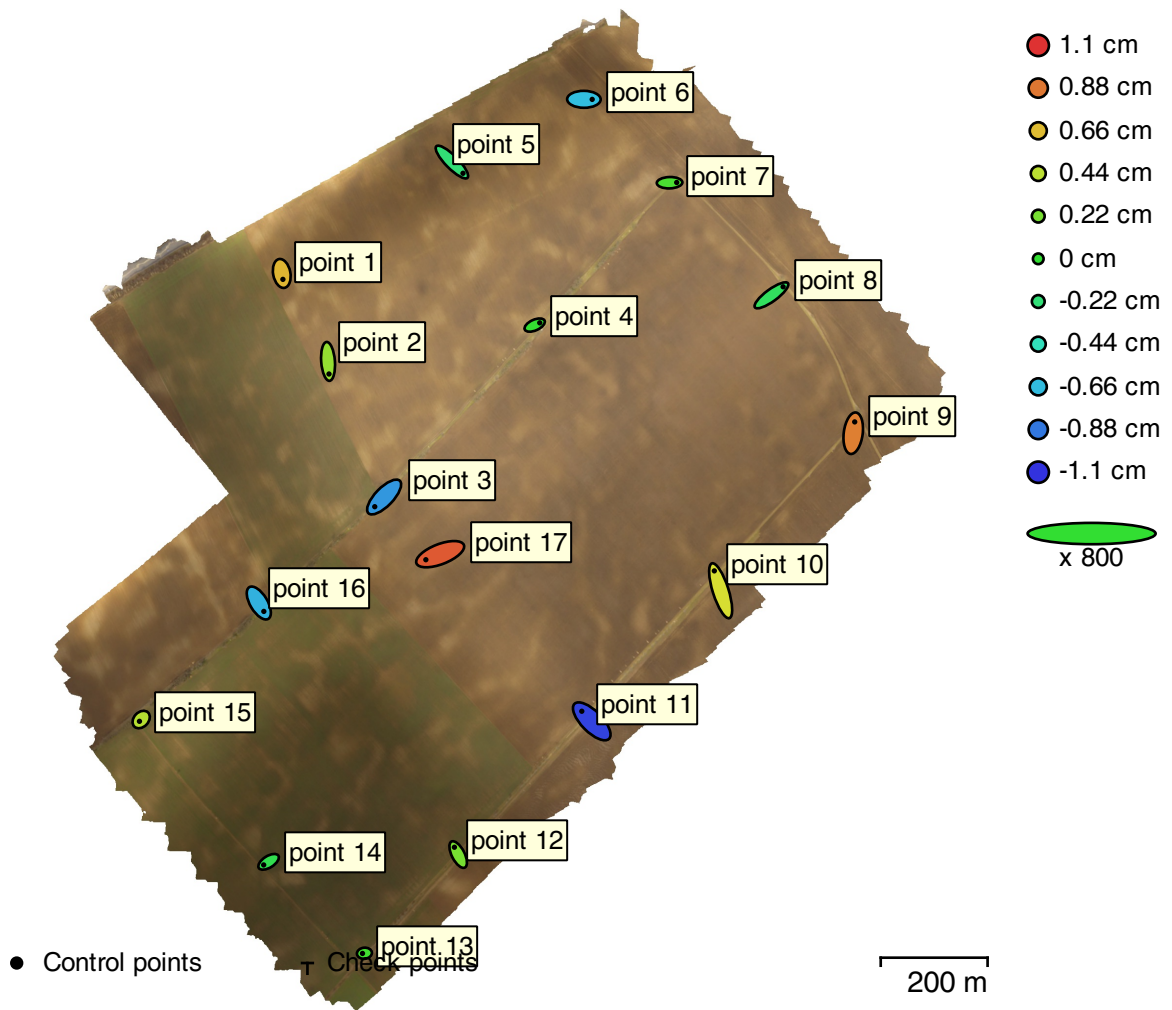 point 6
1.1 cm
0.88 cm
point 5
0.66 cm
point 7
0.44 cm
0.22 cm
point 1
0 cm
point 8
-0.22 cm
point 4
point 2
-0.44 cm
-0.66 cm
point 9
-0.88 cm
point 3
-1.1 cm
point 17
x 800
point 10
point 16
point 15
point 11
point 14
point 12
point 13
Control points
Check points
200 m